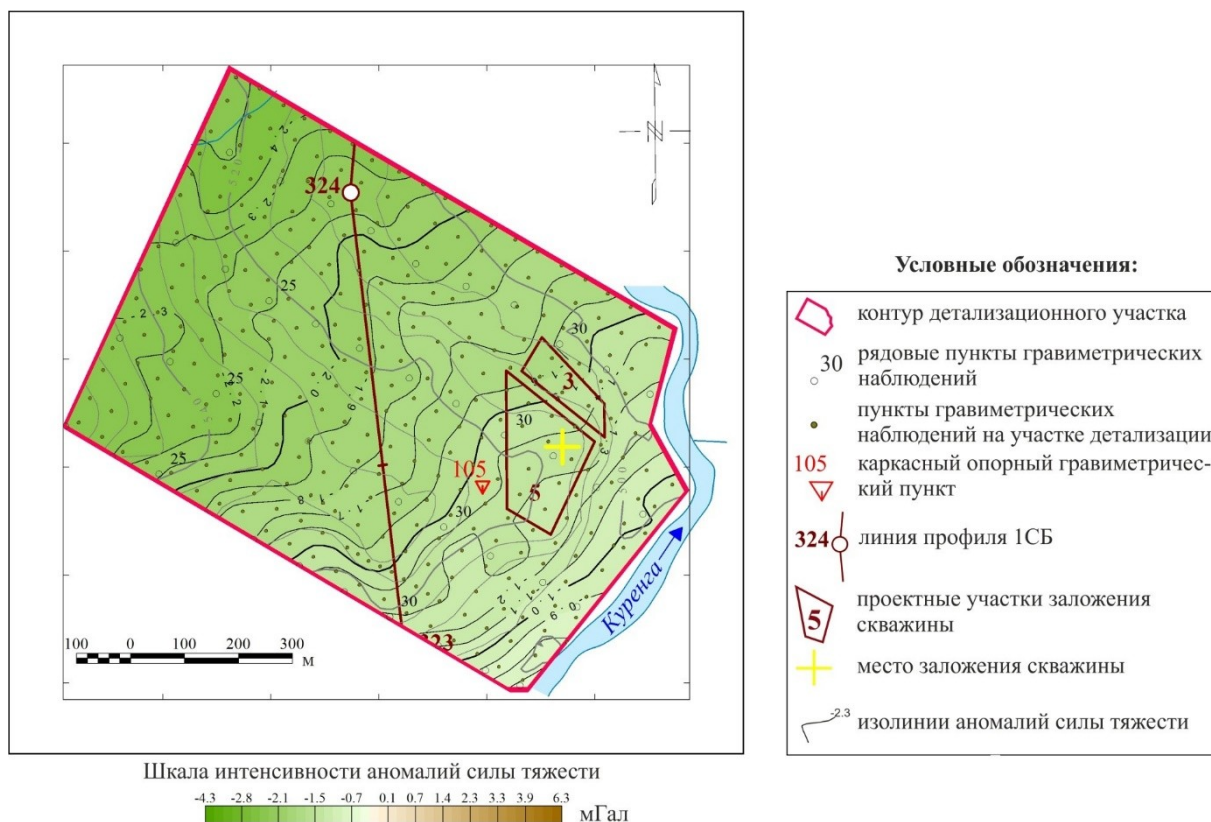 324
25
25
25
30
30
3
30
105
5
30
30
Куренга
100 0 100 200 300
м
Условные обозначения:
контур детализационного участка
30 рядовые пункты гравиметрических
наблюдений
пункты гравиметрических
наблюдений на участке детализации
105 каркасный опорный гравиметричес-
кий пункт
324 линия профиля 1СБ
5 проектные участки заложения
скважины
место заложения скважины
-2.3 изолинии аномалий силы тяжести
Шкала интенсивности аномалий силы тяжести
-4.3 -2.8 -2.1 -1.5 -0.7 0.1 0.7 1.4 2.3 3.3 3.9 6.3
мГал